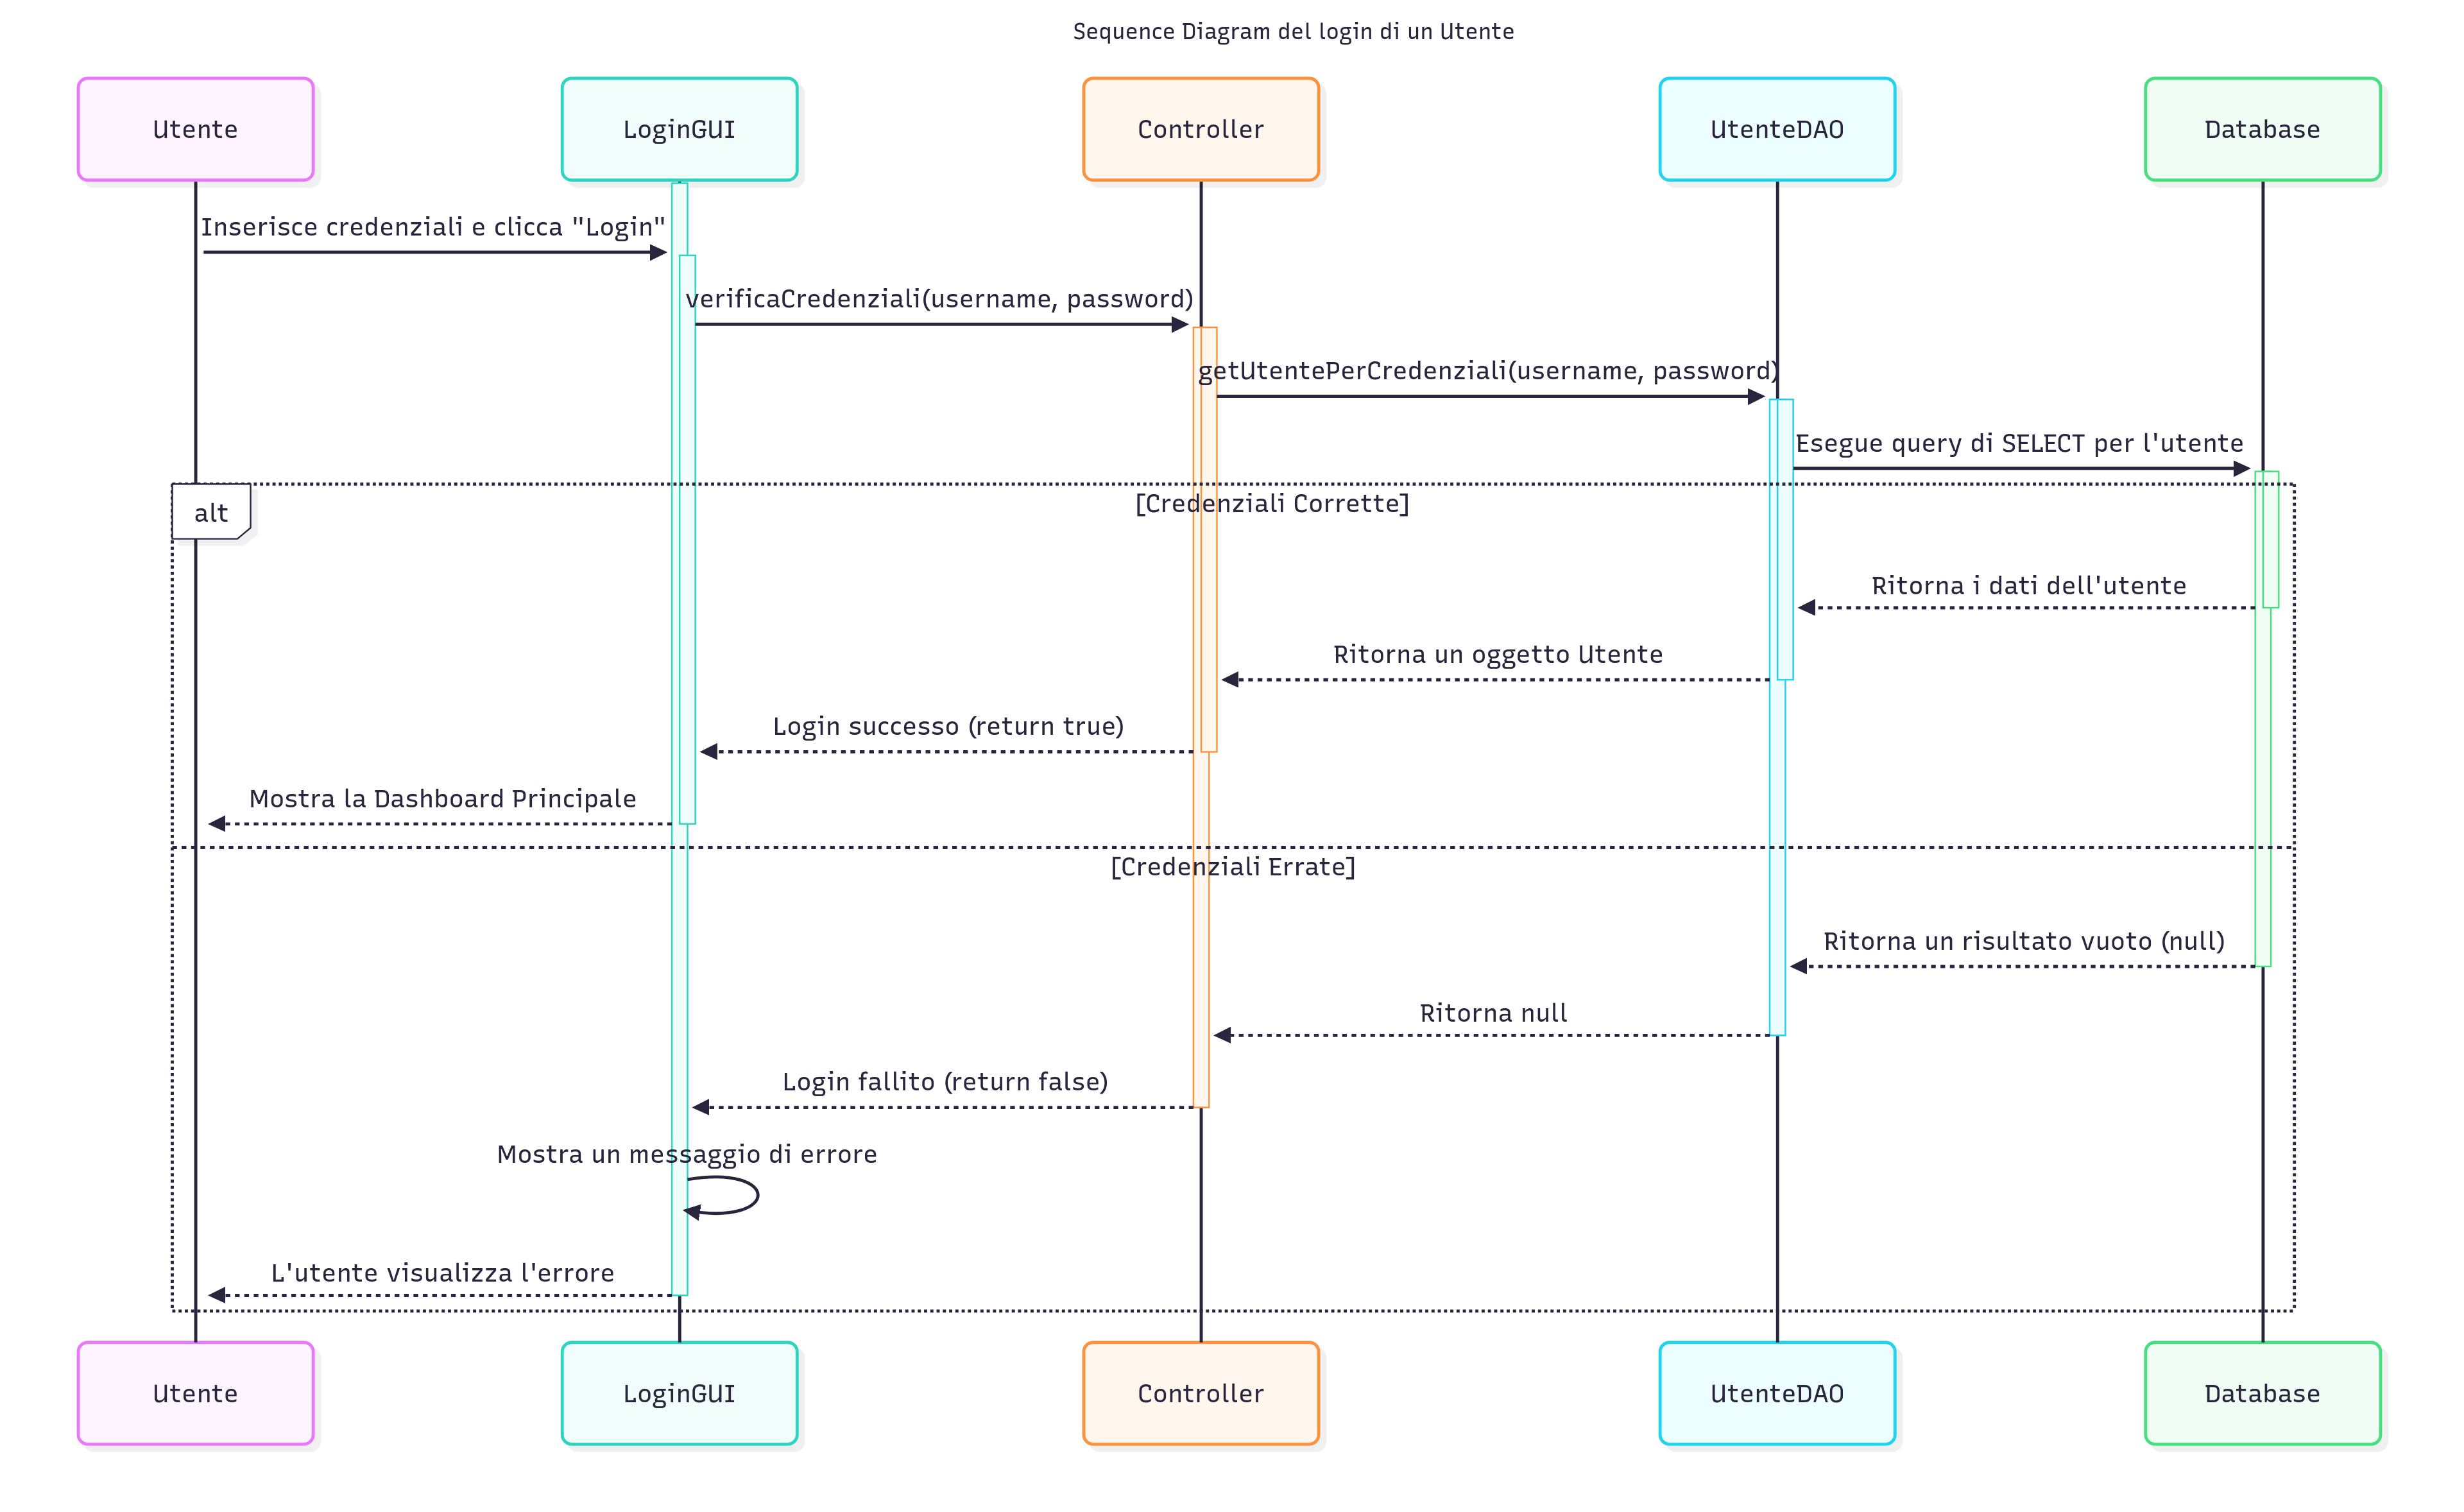 Sequence Diagram del login di un Utente
Utente
LoginGUI
Controller
UtenteDAO
Database
Inserisce credenziali e clicca "Login"
verificaCredenziali(username, password)
getUtentePerCredenziali(username, password)
Esegue query di SELECT per l'utente
alt
[Credenziali Corrette]
Ritorna i dati dell'utente
Ritorna un oggetto Utente
Login successo (return true)
Mostra la Dashboard Principale
[Credenziali Errate]
Ritorna un risultato vuoto (null)
Ritorna null
Login fallito (return false)
Mostra un messaggio di errore
L'utente visualizza l'errore
Utente
LoginGUI
Controller
UtenteDAO
Database